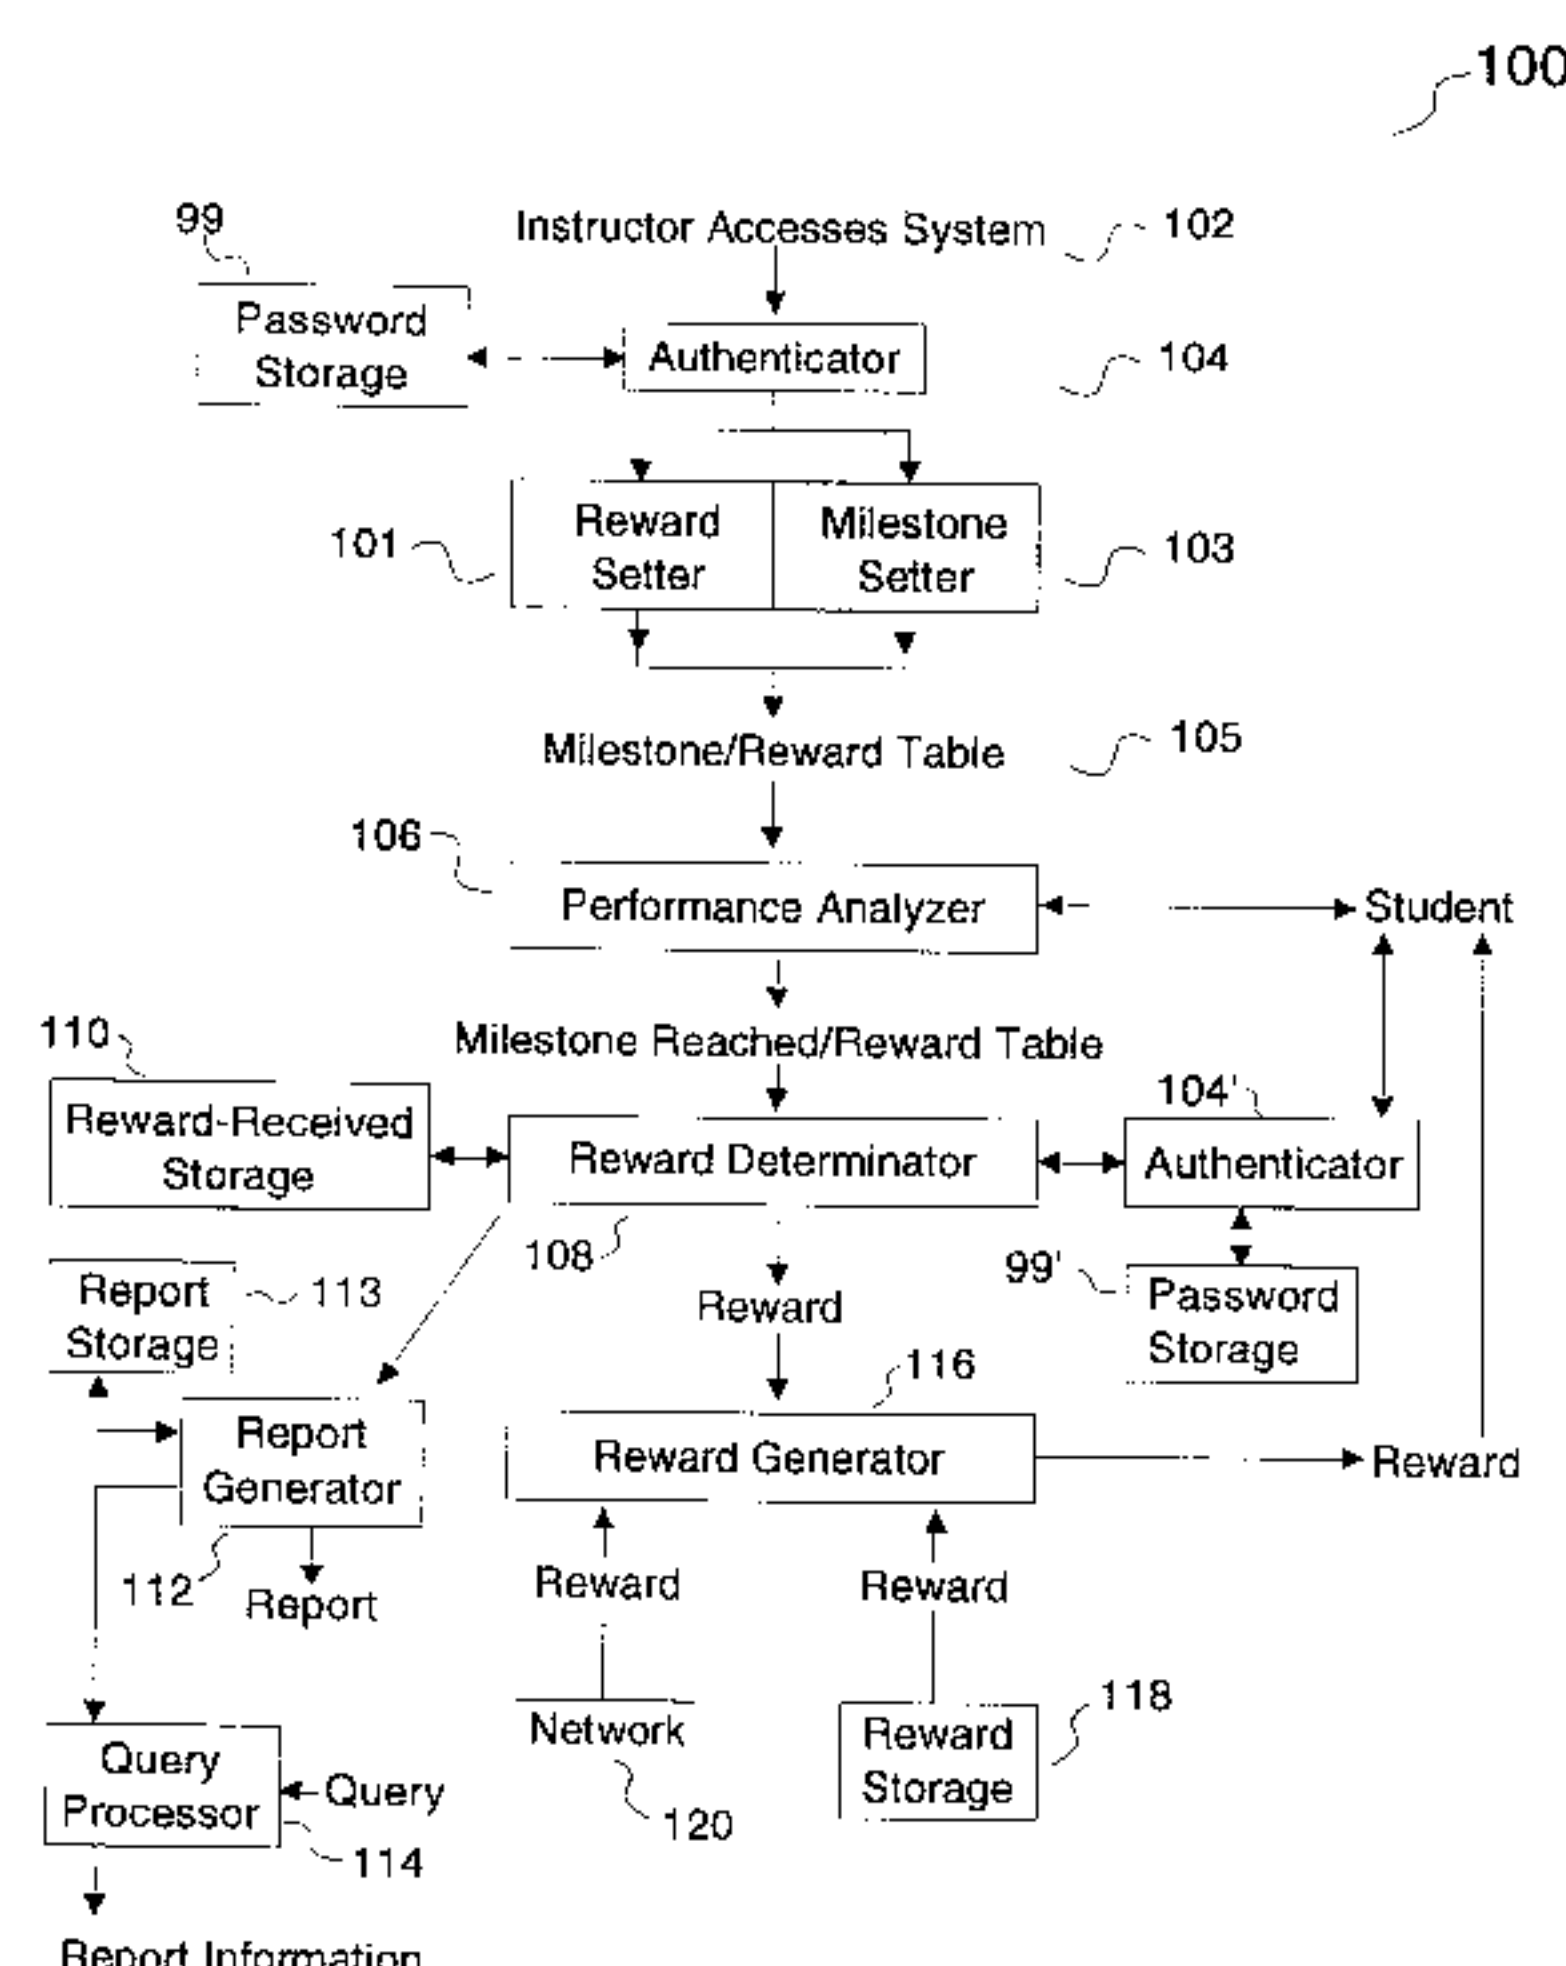 100
99
Instructor Accesses System
102
Password
Storage
Authenticator
104
101
Reward
Setter
Milestone
Setter
103
Milestone/Reward Table
105
106
Performance Analyzer
Student
110
Milestone Reached/Reward Table
104'
Reward-Received
Storage
Reward Determinator
Authenticator
108
99'
Report
Storage
113
Reward
Password
Storage
116
Report
Generator
Reward Generator
Reward
112
Report
Reward
Reward
118
Network
Reward
Storage
120
Query
Processor
Query
114
Report Information